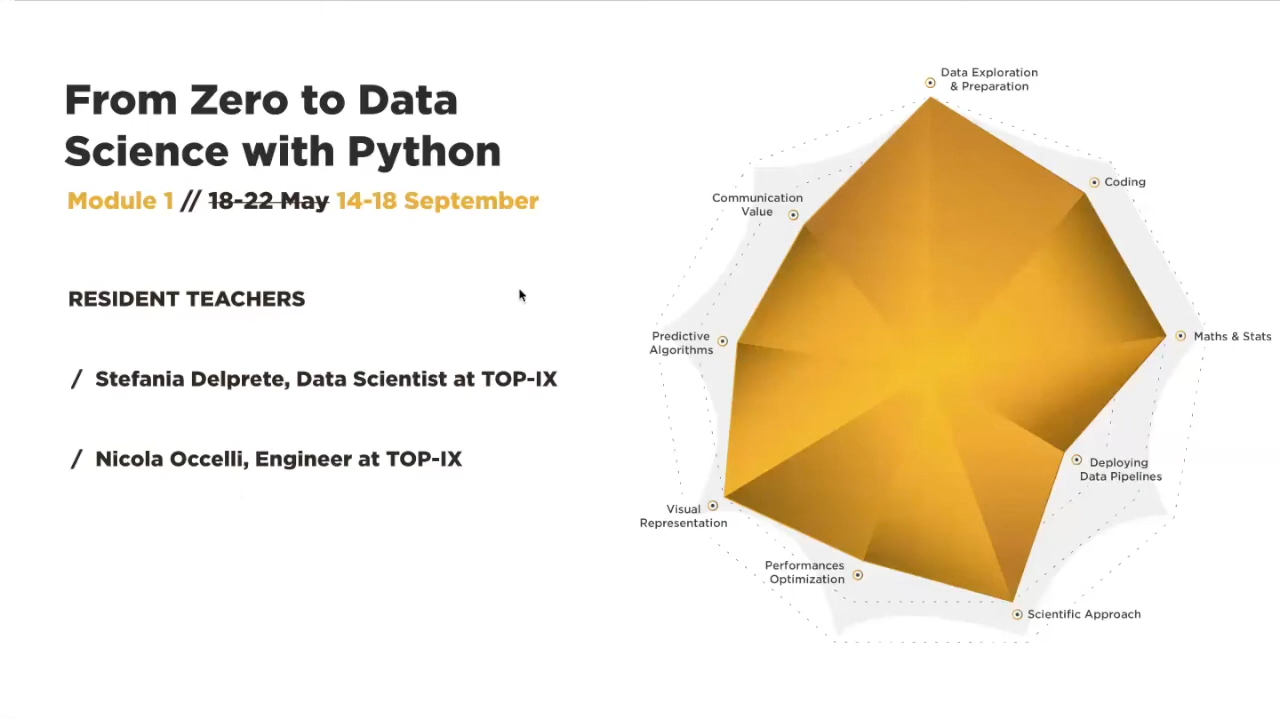 From Zero to Data
Science with Python
Module 1 // 18-22 May 14-18 September
RESIDENT TEACHERS
/ Stefania Delprete, Data Scientist at TOP-IX
/ Nicola Occelli, Engineer at TOP-IX
Data Exploration
& Preparation
Coding
Communication
Value
Maths & Stats
Predictive
Algorithms
Deploying
Data Pipelines
Visual
Representation
Performances
Optimization
Scientific Approach